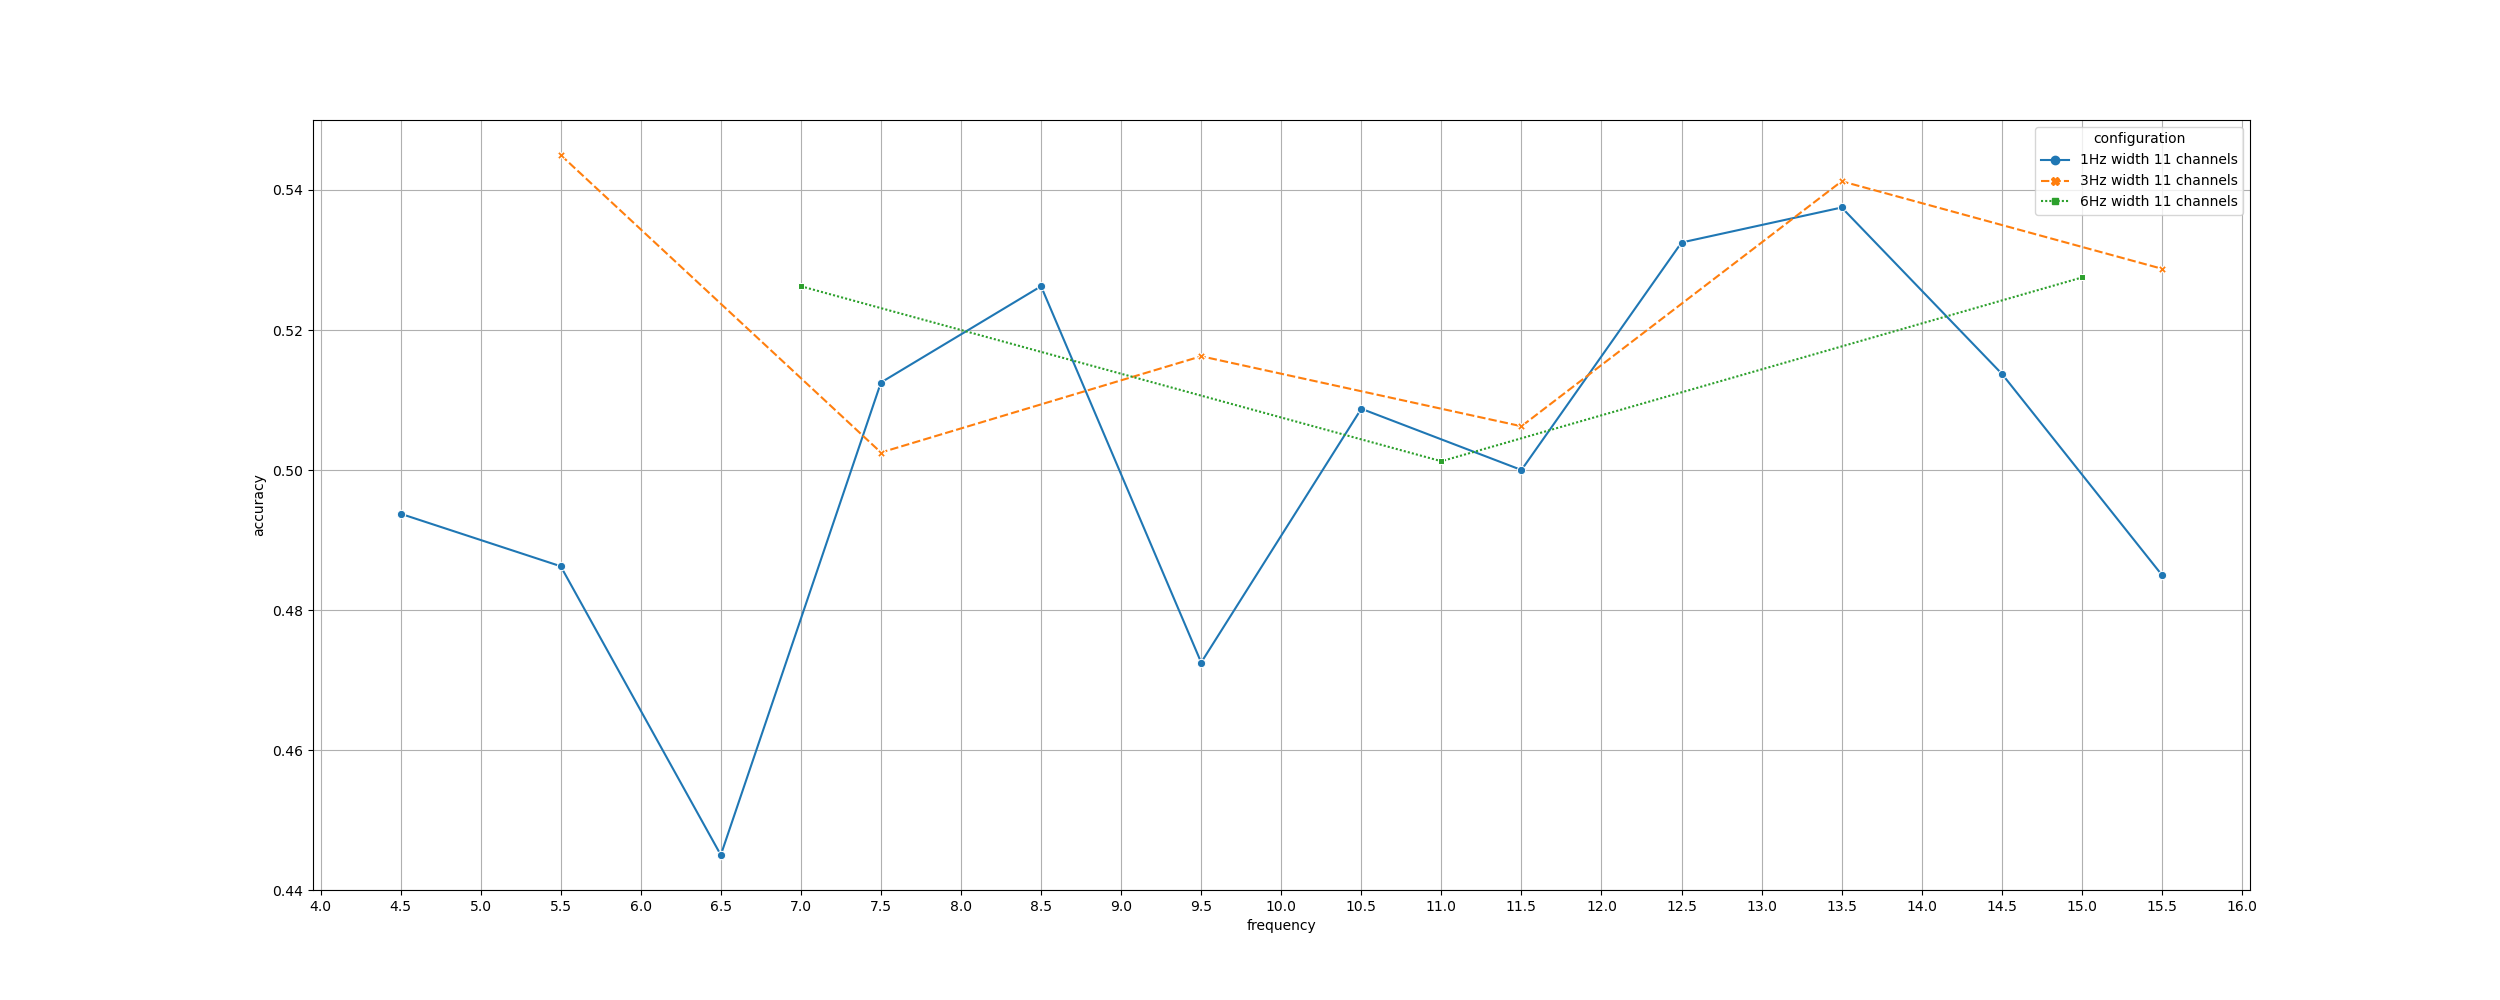 configuration
1Hz width 11 channels
3Hz width 11 channels
6Hz width 11 channels
0.54
0.52
0.50
0.48
0.46
0.44
accuracy
4.0 4.5 5.0 5.5 6.0 6.5 7.0 7.5 8.0 8.5 9.0 9.5 10.0 10.5 11.0 11.5 12.0 12.5 13.0 13.5 14.0 14.5 15.0 15.5 16.0
frequency